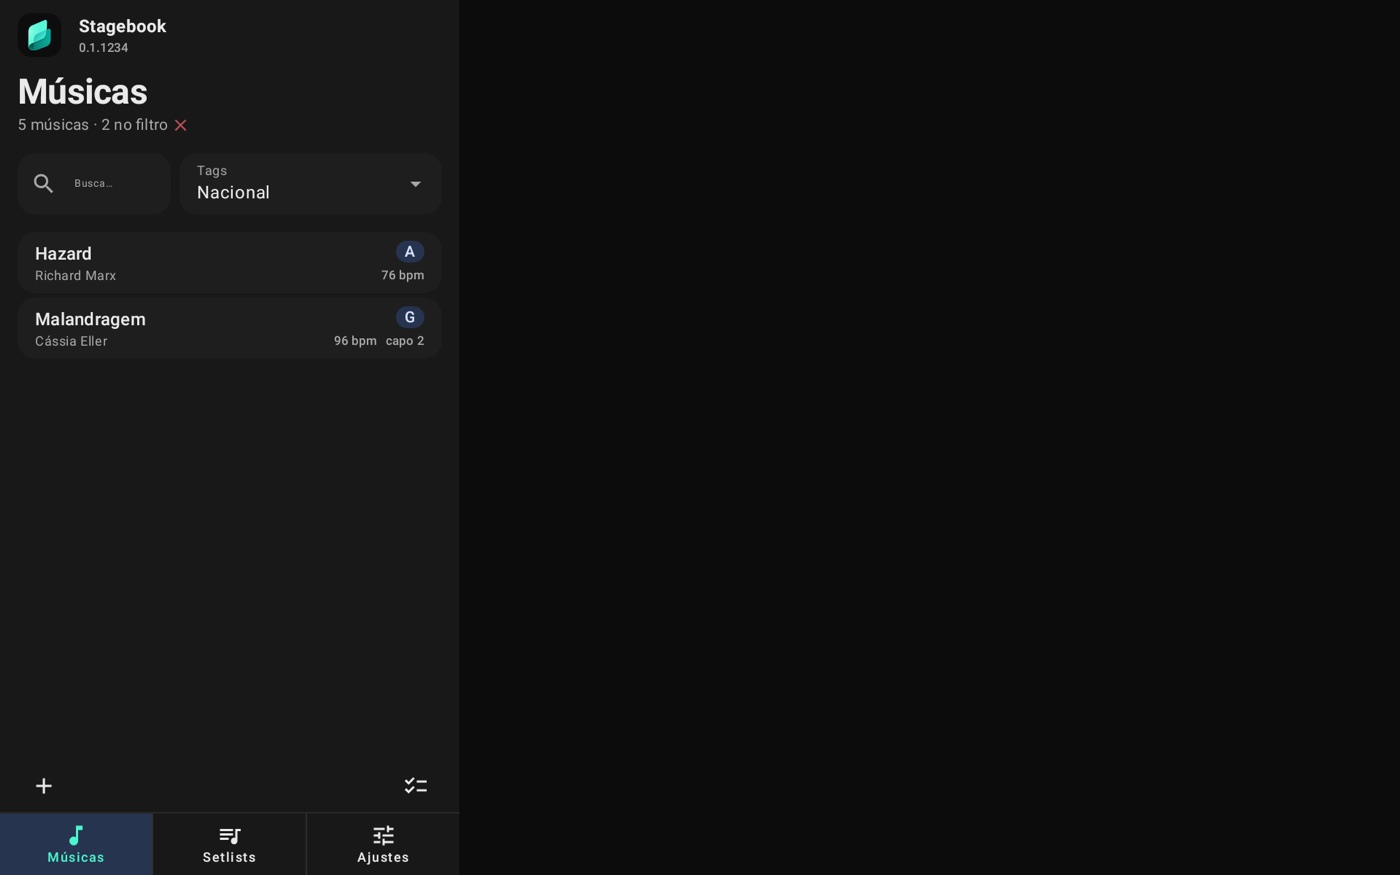 Stagebook
0.1.1234
Músicas
5 músicas · 2 no filtro
Busca…
Tags
Nacional
Hazard
A
Richard Marx
76 bpm
Malandragem
G
Cássia Eller
96 bpm capo 2
Músicas
Setlists
Ajustes